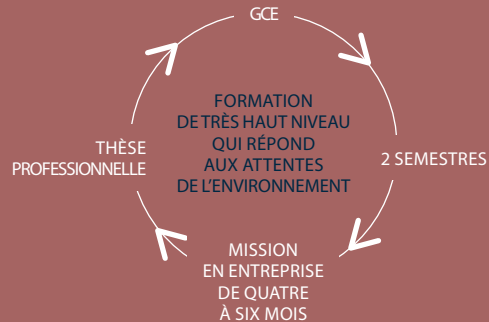 GCE
FORMATION
DE TRÈS HAUT NIVEAU
QUI RÉPOND
AUX ATTENTES
DE L'ENVIRONNEMENT
2 SEMESTRES
MISSION
EN ENTREPRISE
DE QUATRE
À SIX MOIS
THÈSE
PROFESSIONNELLE